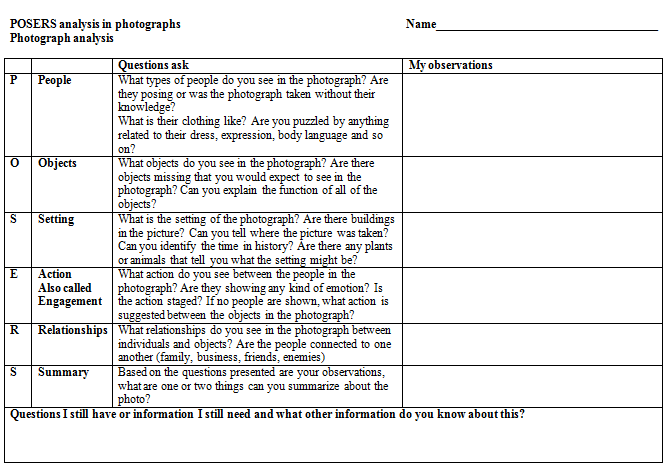 POSERS analysis in photographs Name
Photograph analysis
Questions ask My observations
P People What types of people do you see in the photograph? Are
they posing or was the photograph taken without their
knowledge?
What is their clothing like? Are you puzzled by anything
related to their dress, expression, body language and so
on?
O Objects What objects do you see in the photograph? Are there
objects missing that you would expect to see in the
photograph? Can you explain the function of all of the
objects?
S Setting What is the setting of the photograph? Are there buildings
in the picture? Can you tell where the picture was taken?
Can you identify the time in history? Are there any plants
or animals that tell you what the setting might be?
E Action What action do you see between the people in the
Also called photograph? Are they showing any kind of emotion? Is
Engagement the action staged? If no people are shown, what action is
suggested between the objects in the photograph?
R Relationships What relationships do you see in the photograph between
individuals and objects? Are the people connected to one
another (family, business, friends, enemies)
S Summary Based on the questions presented are your observations,
what are one or two things can you summarize about the
photo?
Questions I still have or information I still need and what other information do you know about this?